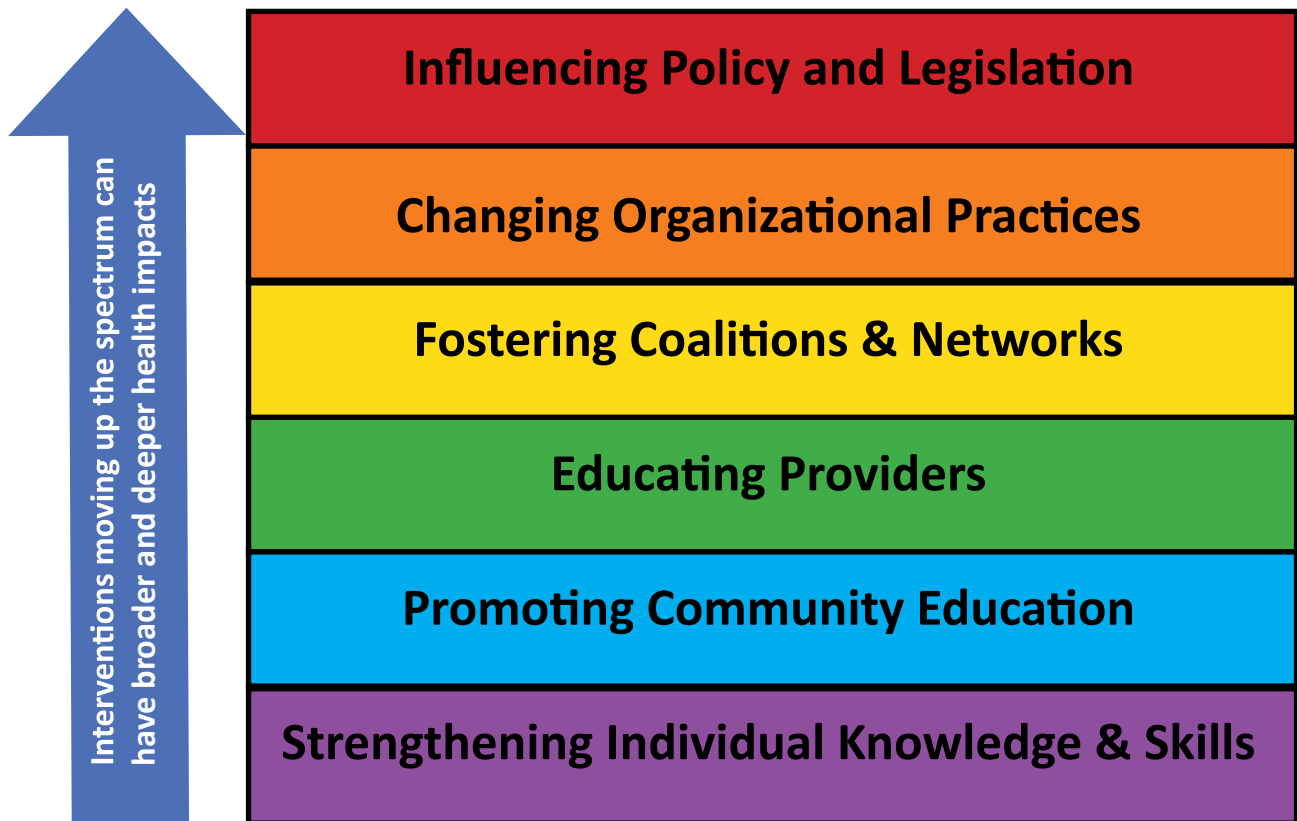 Interventions moving up the spectrum can
have broader and deeper health impacts
Influencing Policy and Legislation
Changing Organizational Practices
Fostering Coalitions & Networks
Educating Providers
Promoting Community Education
Strengthening Individual Knowledge & Skills